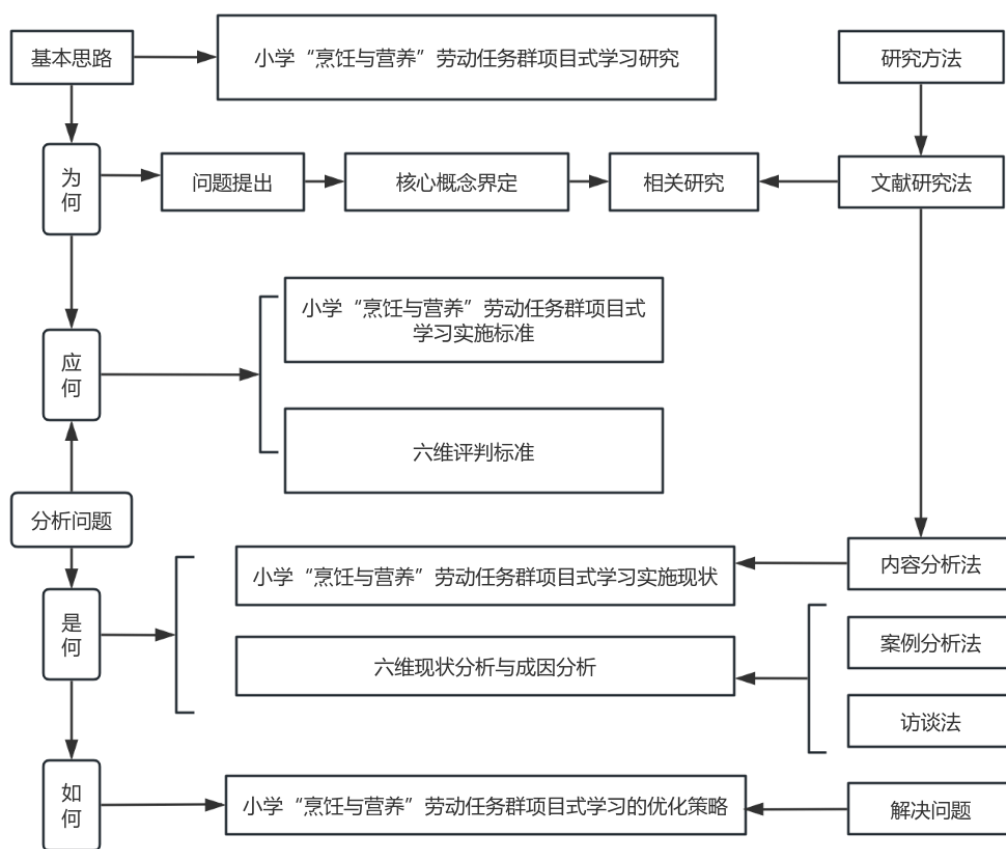 基本思路
小学“烹饪与营养”劳动任务群项目式学习研究
研究方法
为
何
问题提出
核心概念界定
相关研究
文献研究法
小学“烹饪与营养”劳动任务群项目式
学习实施标准
应
何
六维评判标准
分析问题
内容分析法
小学“烹饪与营养”劳动任务群项目式学习实施现状
是
何
案例分析法
六维现状分析与成因分析
访谈法
如
何
小学“烹饪与营养”劳动任务群项目式学习的优化策略
解决问题